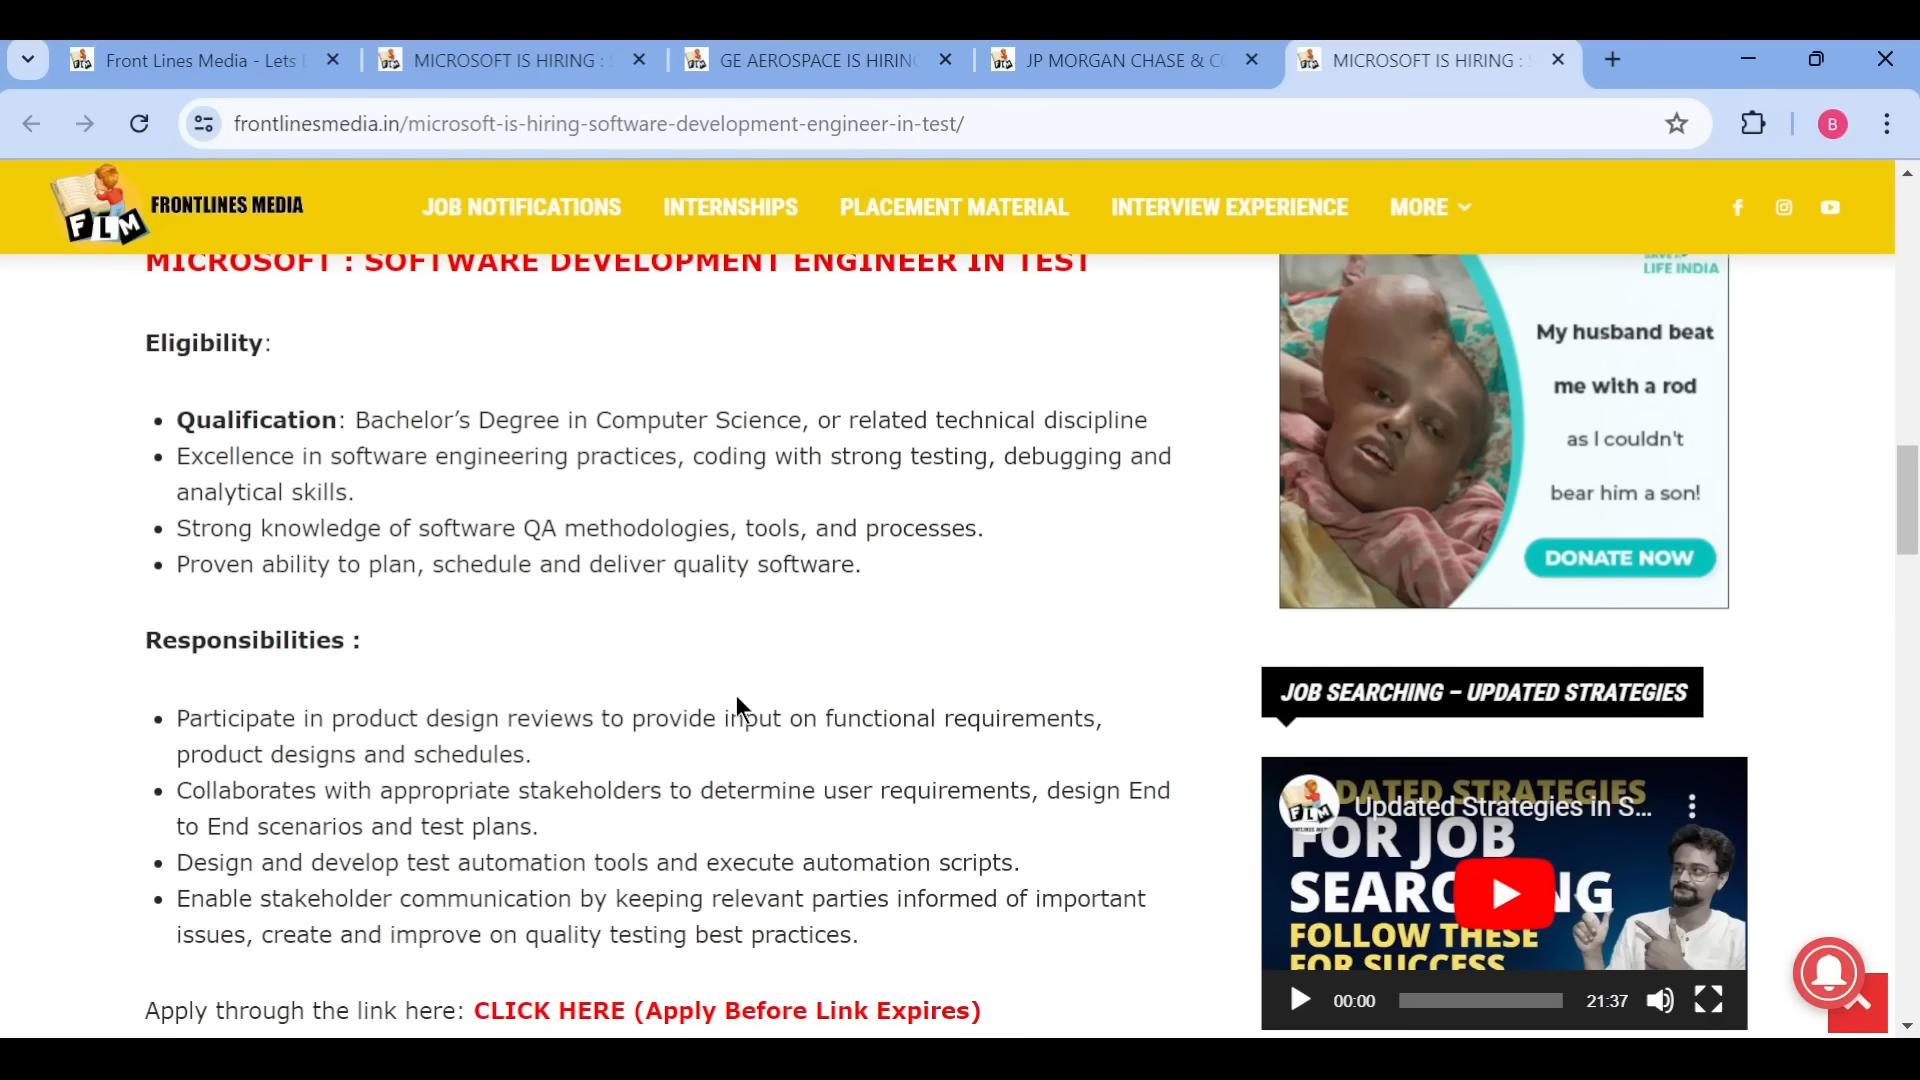 Front Lines Media - Lets
MICROSOFT IS HIRING :
GE AEROSPACE IS HIRING
JP MORGAN CHASE & C
MICROSOFT IS HIRING :
frontlinesmedia.in/microsoft-is-hiring-software-development-engineer-in-test/
B
FLM
FRONTLINES MEDIA
JOB NOTIFICATIONS
INTERNSHIPS
PLACEMENT MATERIAL
INTERVIEW EXPERIENCE
MORE
MICROSOFT : SOFTWARE DEVELOPMENT ENGINEER IN TEST
Eligibility:
Qualification: Bachelor’s Degree in Computer Science, or related technical discipline
Excellence in software engineering practices, coding with strong testing, debugging and
analytical skills.
Strong knowledge of software QA methodologies, tools, and processes.
Proven ability to plan, schedule and deliver quality software.
Responsibilities :
Participate in product design reviews to provide input on functional requirements,
product designs and schedules.
Collaborates with appropriate stakeholders to determine user requirements, design End
to End scenarios and test plans.
Design and develop test automation tools and execute automation scripts.
Enable stakeholder communication by keeping relevant parties informed of important
issues, create and improve on quality testing best practices.
Apply through the link here: CLICK HERE (Apply Before Link Expires)
LIFE INDIA
My husband beat
me with a rod
as I couldn't
bear him a son!
DONATE NOW
JOB SEARCHING – UPDATED STRATEGIES
UPDATED STRATEGIES
Updated Strategies in S...
FLM
FOR JOB
SEARCHING
FOLLOW THESE
FOR SUCCESS
00:00
21:37